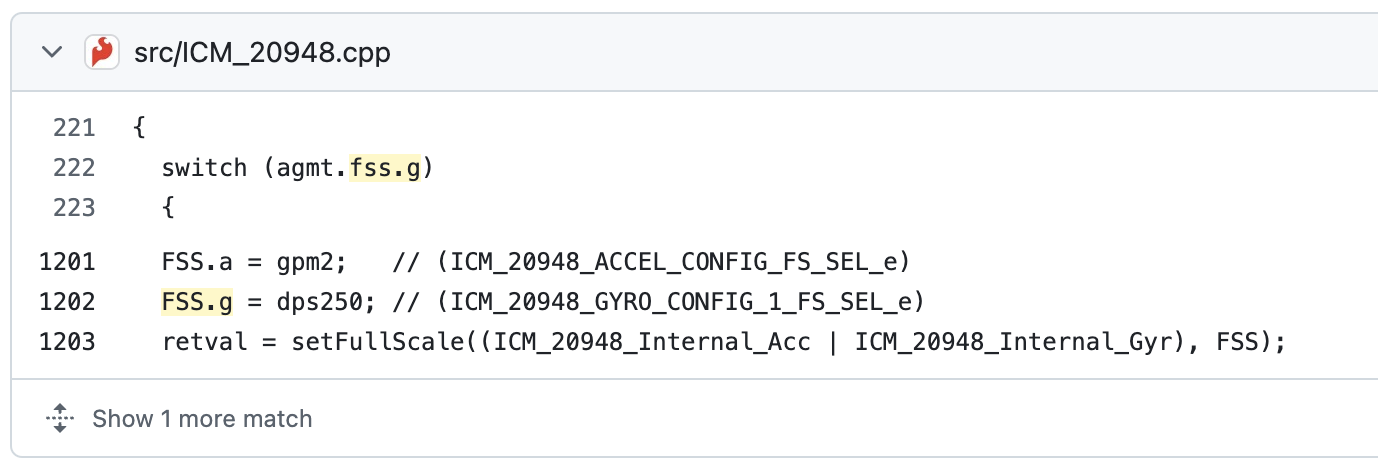 src/ICM_20948.cpp
221 {
222 switch (agmt.fss.g)
223 {
1201 FSS.a = gpm2; // (ICM_20948_ACCEL_CONFIG_FS_SEL_e)
1202 FSS.g = dps250; // (ICM_20948_GYRO_CONFIG_1_FS_SEL_e)
1203 retval = setFullScale((ICM_20948_Internal_Acc | ICM_20948_Internal_Gyr), FSS);
Show 1 more match